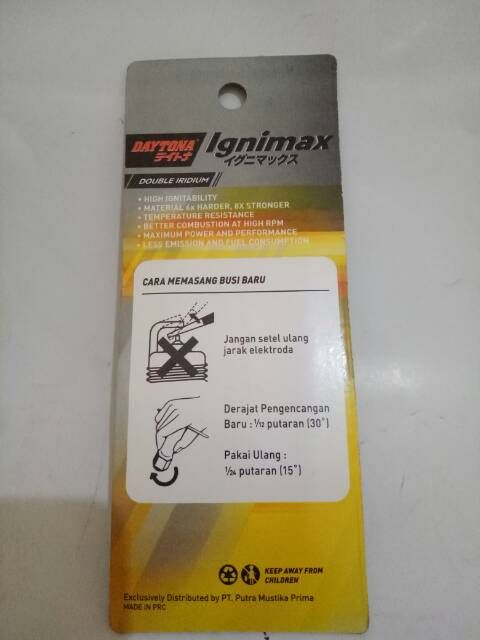 DAYTONA
デイトナ
Ignimax
イグニマックス
DOUBLE IRIDIUM
• HIGH IGNITABILITY
• MATERIAL 6x HARDER, 8X STRONGER
• TEMPERATURE RESISTANCE
• BETTER COMBUSTION AT HIGH RPM
• MAXIMUM POWER AND PERFORMANCE
• LESS EMISSION AND FUEL CONSUMPTION
CARA MEMASANG BUSI BARU
Jangan setel ulang
jarak elektroda
Derajat Pengencangan
Baru : 1/12 putaran (30°)
Pakai Ulang :
1/24 putaran (15°)
KEEP AWAY FROM
CHILDREN
Exclusively Distributed by PT. Putra Mustika Prima
MADE IN PRC